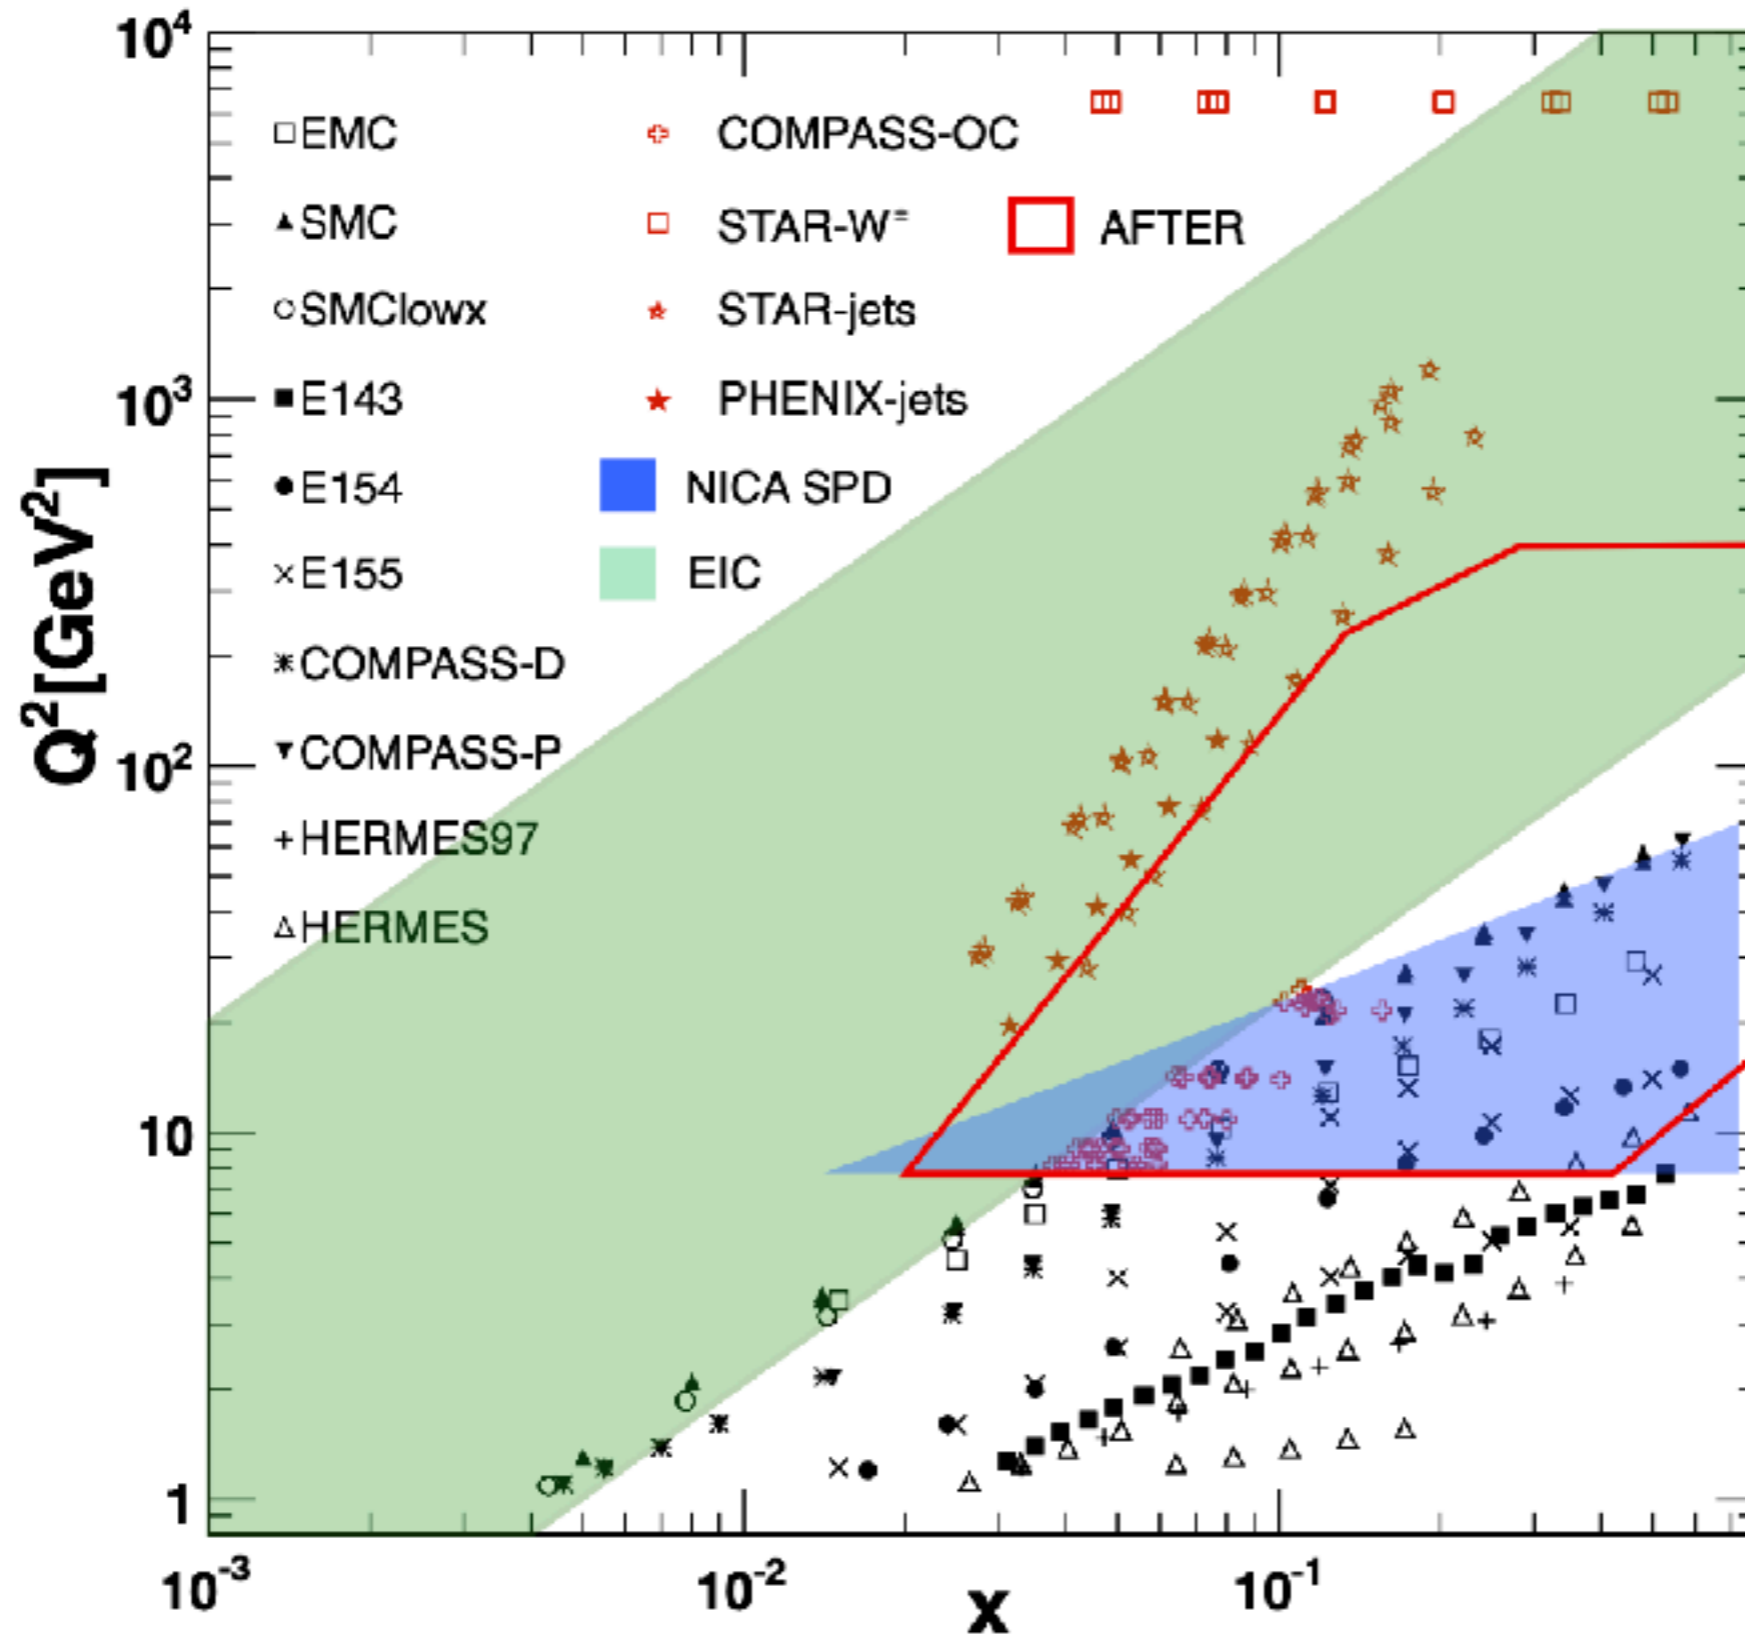 10⁴
EMC
COMPASS-OC
SMC
STAR-W±
AFTER
SMClowx
STAR-jets
10³
E143
PHENIX-jets
E154
NICA SPD
E155
EIC
COMPASS-D
Q²[GeV²]
10²
COMPASS-P
HERMES97
HERMES
10
1
10⁻³
10⁻²
10⁻¹
x